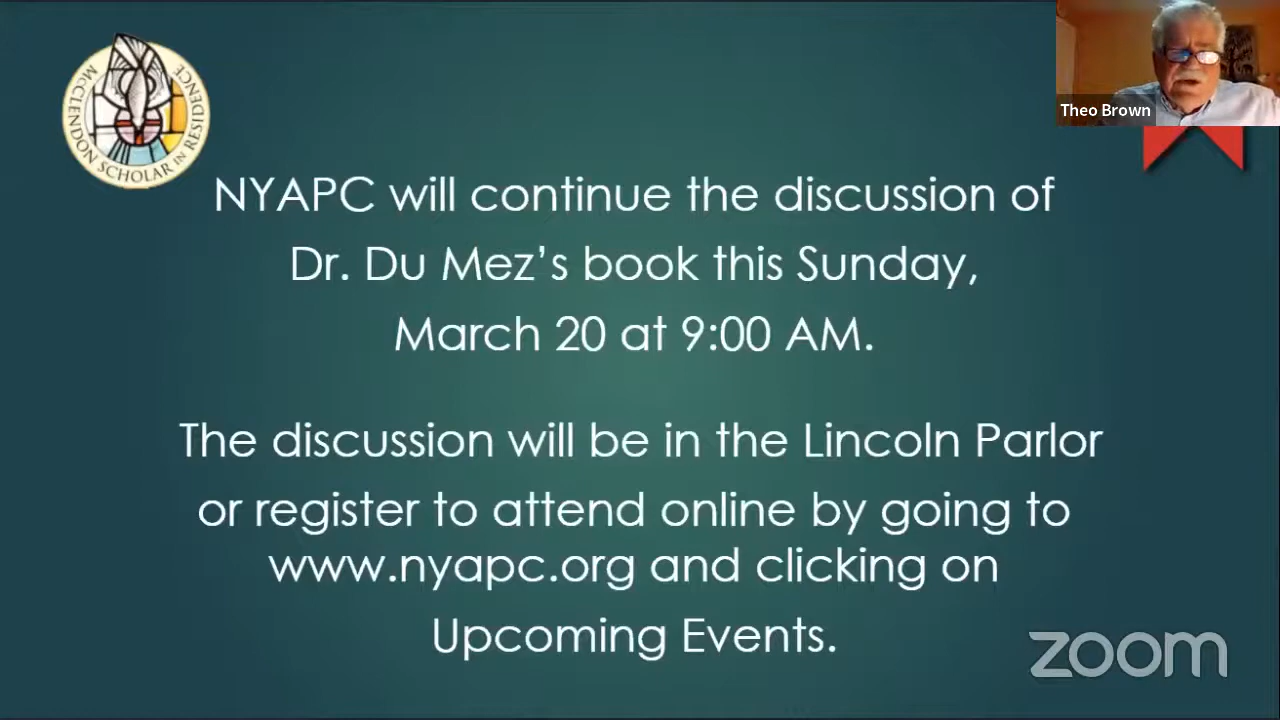 McCLENDON SCHOLAR IN RESIDENCE
Theo Brown
NYAPC will continue the discussion of
Dr. Du Mez’s book this Sunday,
March 20 at 9:00 AM.
The discussion will be in the Lincoln Parlor
or register to attend online by going to
www.nyapc.org and clicking on
Upcoming Events.
zoom